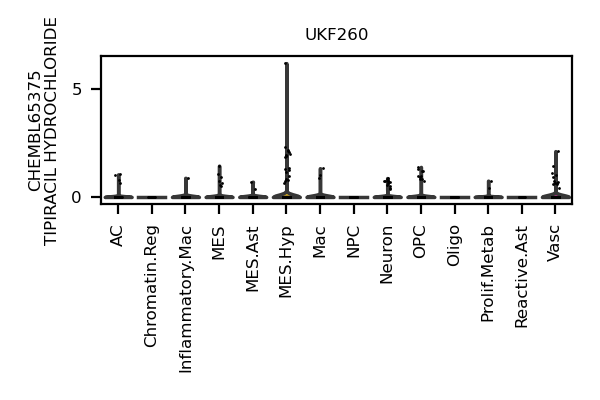 UKF260
CHEMBL65375
TIPIRACIL HYDROCHLORIDE
5
0
AC
Chromatin.Reg
Inflammatory.Mac
MES
MES.Ast
MES.Hyp
Mac
NPC
Neuron
OPC
Oligo
Prolif.Metab
Reactive.Ast
Vasc